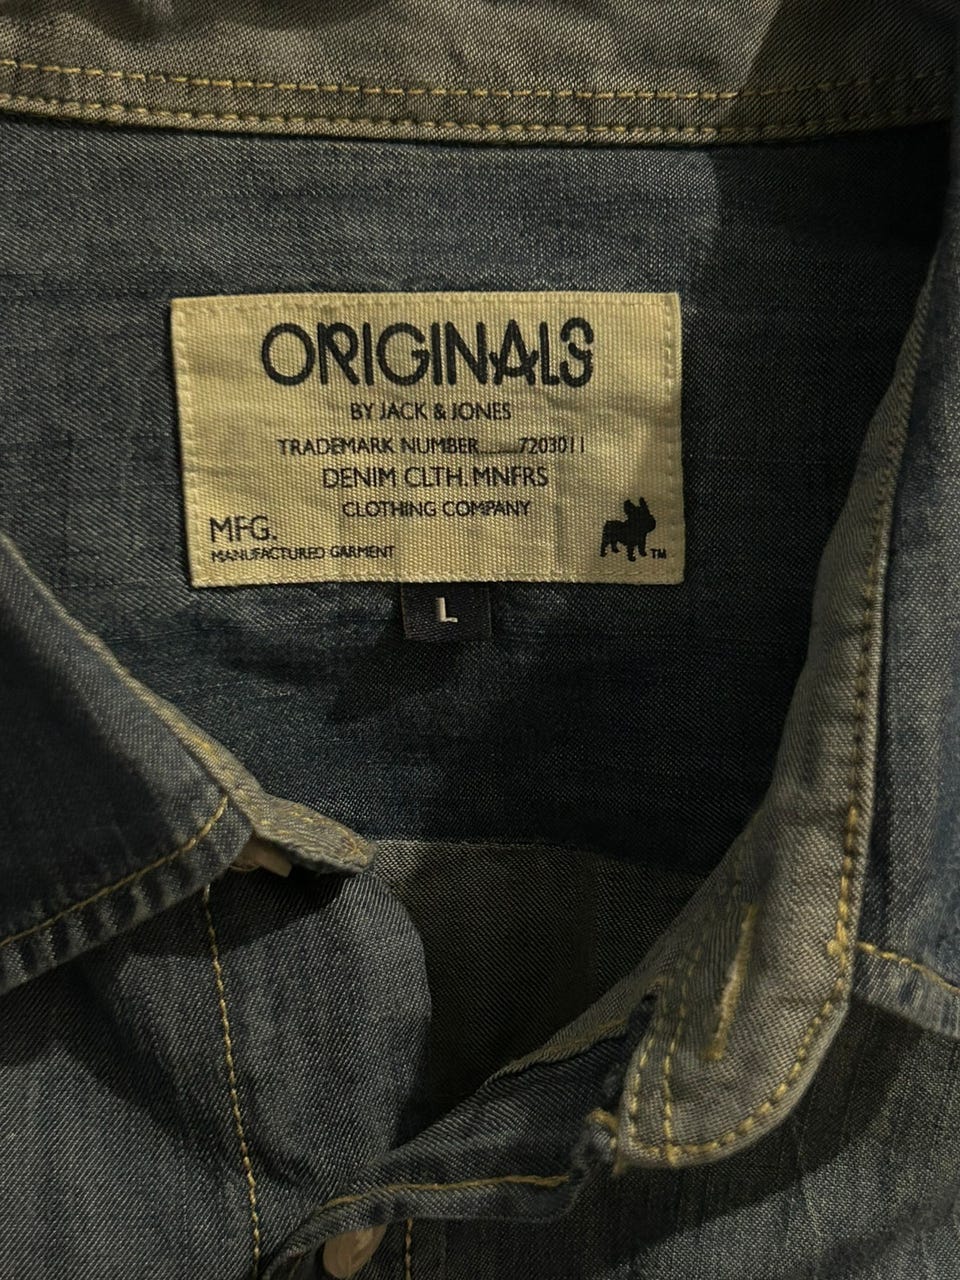 ORIGINALS
BY JACK & JONES
TRADEMARK NUMBER........7203011
DENIM CLTH. MNFRS
CLOTHING COMPANY
MFG.
MANUFACTURED GARMENT
TM
L